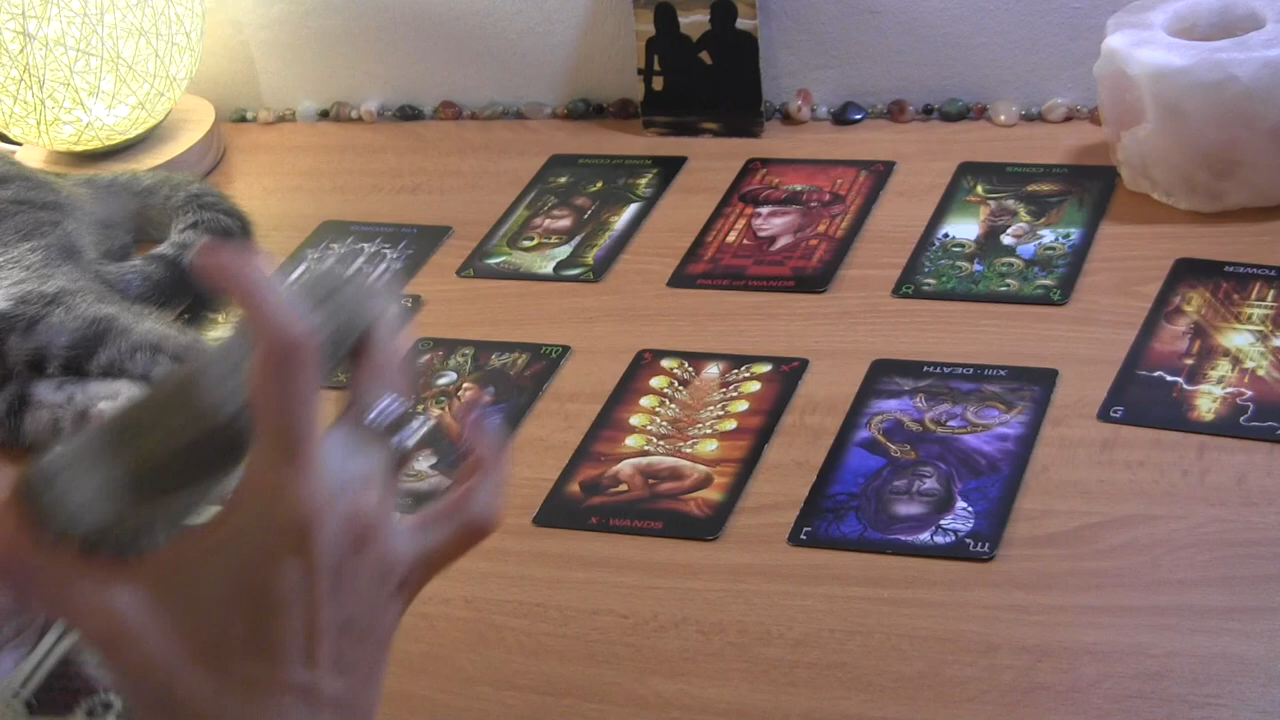 KING of COINS
PAGE of WANDS
VII · COINS
TOWER
X · WANDS
XIII · DEATH